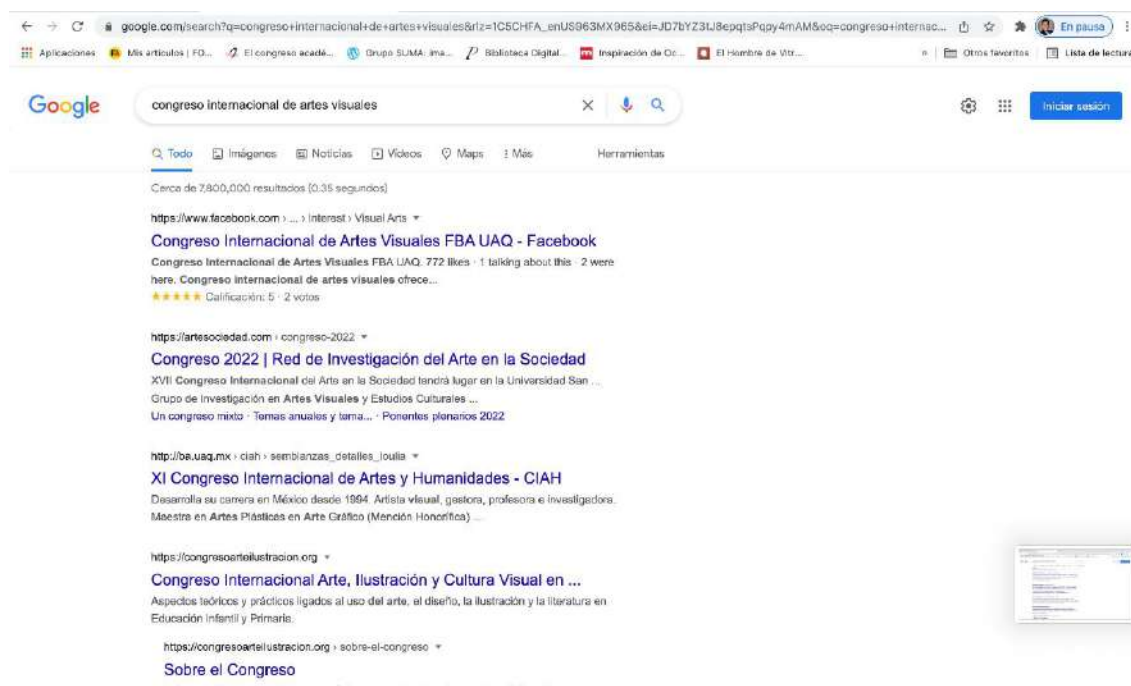 google.com/search?q=congreso+internacional+de+artes+visuales&rlz=1C5CHFA_enUS963MX965&ei=JD7bYZ3tJ8epqtsPqpy4mAM&oq=congreso+internac... En pausa
Aplicaciones Mis artículos | FO... El congreso acadé... Grupo SUMA: ima... Biblioteca Digital... Inspiración de Oc... El Hombre de Vitr... » Otros favoritos Lista de lectura
Google congreso internacional de artes visuales Iniciar sesión
Todo Imágenes Noticias Videos Maps Más Herramientas
Cerca de 7,800,000 resultados (0.35 segundos)
https://www.facebook.com › ... › Interest › Visual Arts
Congreso Internacional de Artes Visuales FBA UAQ - Facebook
Congreso Internacional de Artes Visuales FBA UAQ. 772 likes · 1 talking about this · 2 were
here. Congreso internacional de artes visuales ofrece...
Calificación: 5 · 2 votos
https://artesociedad.com › congreso-2022
Congreso 2022 | Red de Investigación del Arte en la Sociedad
XVII Congreso Internacional del Arte en la Sociedad tendrá lugar en la Universidad San ...
Grupo de Investigación en Artes Visuales y Estudios Culturales ...
Un congreso mixto · Temas anuales y tema... · Ponentes plenarios 2022
http://ba.uaq.mx › ciah › semblanzas_detalles_loulia
XI Congreso Internacional de Artes y Humanidades - CIAH
Desarrolla su carrera en México desde 1994. Artista visual, gestora, profesora e investigadora.
Maestra en Artes Plásticas en Arte Gráfico (Mención Honorífica) ...
https://congresoarteilustracion.org
Congreso Internacional Arte, Ilustración y Cultura Visual en ...
Aspectos teóricos y prácticos ligados al uso del arte, el diseño, la ilustración y la literatura en
Educación Infantil y Primaria.
https://congresoarteilustracion.org › sobre-el-congreso
Sobre el Congreso